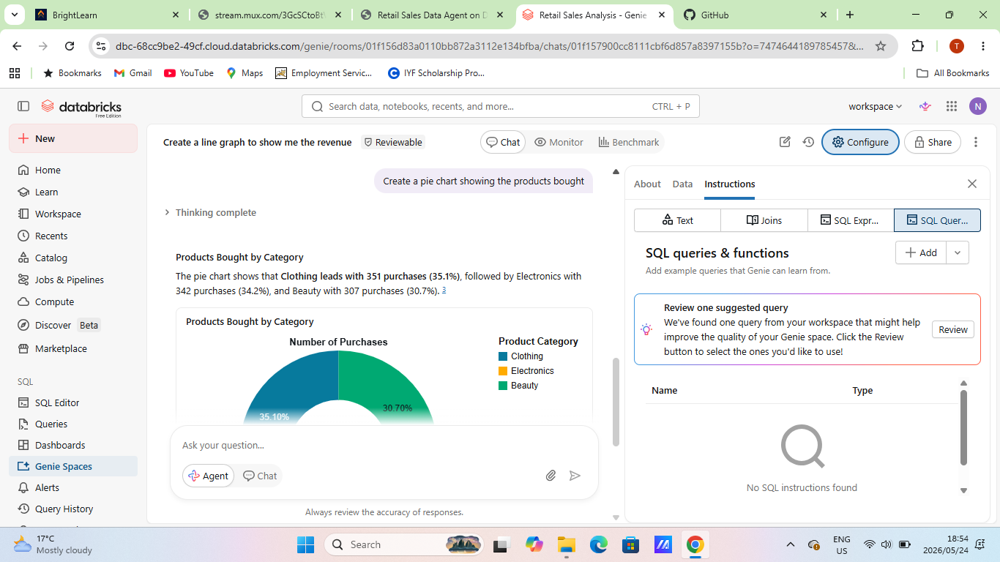 BrightLearn
stream.mux.com/3GcSCtoBt
Retail Sales Data Agent on D
Retail Sales Analysis - Genie
GitHub
dbc-68cc9be2-49cf.cloud.databricks.com/genie/rooms/01f156d83a0110bb872a3112e134bfba/chats/01f157900cc8111cbf6d857a8397155b?o=7474644189785457&...
T
Bookmarks
Gmail
YouTube
Maps
Employment Servic...
IYF Scholarship Pro...
All Bookmarks
databricks
Free Edition
Search data, notebooks, recents, and more...
CTRL + P
workspace
N
New
Home
Learn
Workspace
Recents
Catalog
Jobs & Pipelines
Compute
Discover Beta
Marketplace
SQL
SQL Editor
Queries
Dashboards
Genie Spaces
Alerts
Query History
Create a line graph to show me the revenue
Reviewable
Chat
Monitor
Benchmark
Configure
Share
Create a pie chart showing the products bought
Thinking complete
Products Bought by Category
The pie chart shows that Clothing leads with 351 purchases (35.1%), followed by Electronics with
342 purchases (34.2%), and Beauty with 307 purchases (30.7%). 3
Products Bought by Category
Number of Purchases
Product Category
Clothing
Electronics
Beauty
30.70%
35.10%
Ask your question...
Agent
Chat
Always review the accuracy of responses.
About
Data
Instructions
Text
Joins
SQL Expr...
SQL Quer...
SQL queries & functions
Add
Add example queries that Genie can learn from.
Review one suggested query
We've found one query from your workspace that might help
improve the quality of your Genie space. Click the Review
button to select the ones you'd like to use!
Review
Name
Type
No SQL instructions found
17°C
Mostly cloudy
Search
ENG
US
18:54
2026/05/24